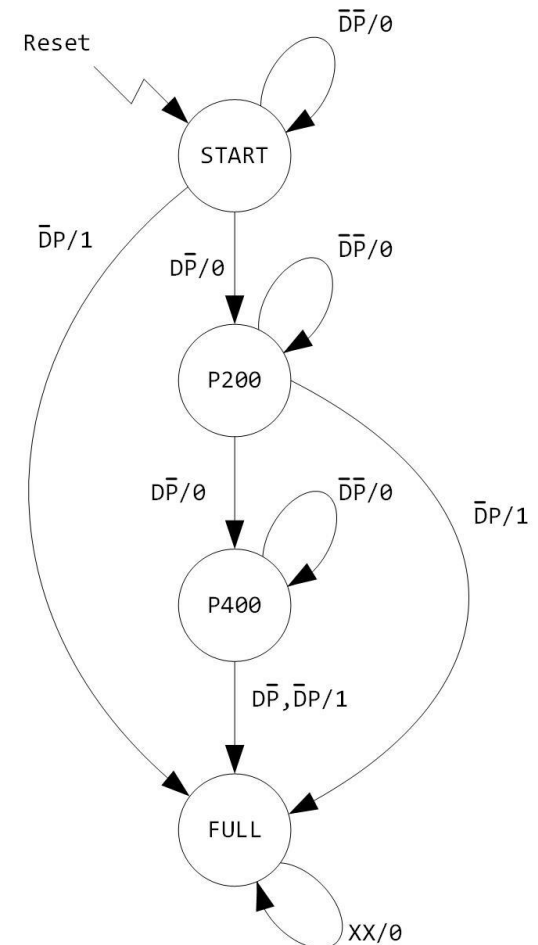 D̅P̅/0
Reset
START
D̅P/1
DP̅/0
D̅P̅/0
P200
DP̅/0
D̅P̅/0
D̅P/1
P400
DP̅,D̅P/1
FULL
XX/0